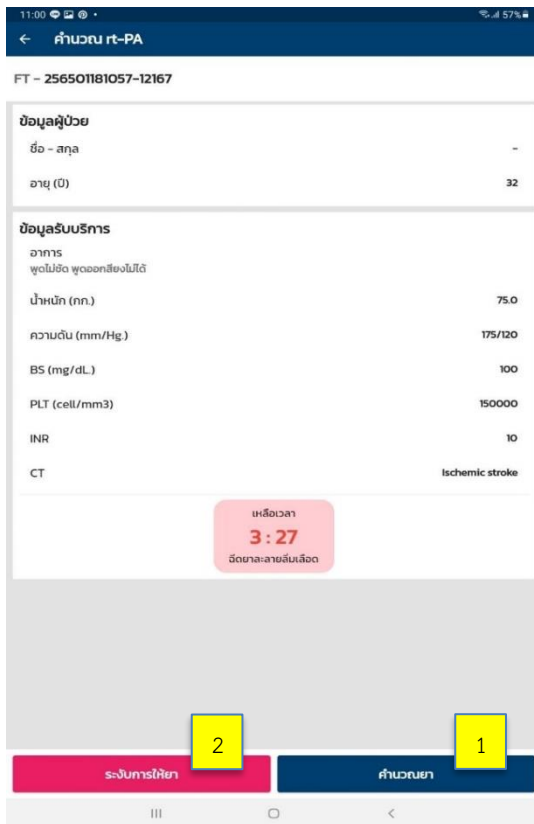 11:00
57%
คำนวณ rt-PA
FT - 256501181057-12167
ข้อมูลผู้ป่วย
ชื่อ - สกุล -
อายุ (ปี) 32
ข้อมูลรับบริการ
อาการ
พูดไม่ชัด พูดออกเสียงไม่ได้
น้ำหนัก (กก.) 75.0
ความดัน (mm/Hg.) 175/120
BS (mg/dL.) 100
PLT (cell/mm3) 150000
INR 10
CT Ischemic stroke
เหลือเวลา
3 : 27
ฉีดยาละลายลิ่มเลือด
2
1
ระงับการให้ยา
คำนวณยา